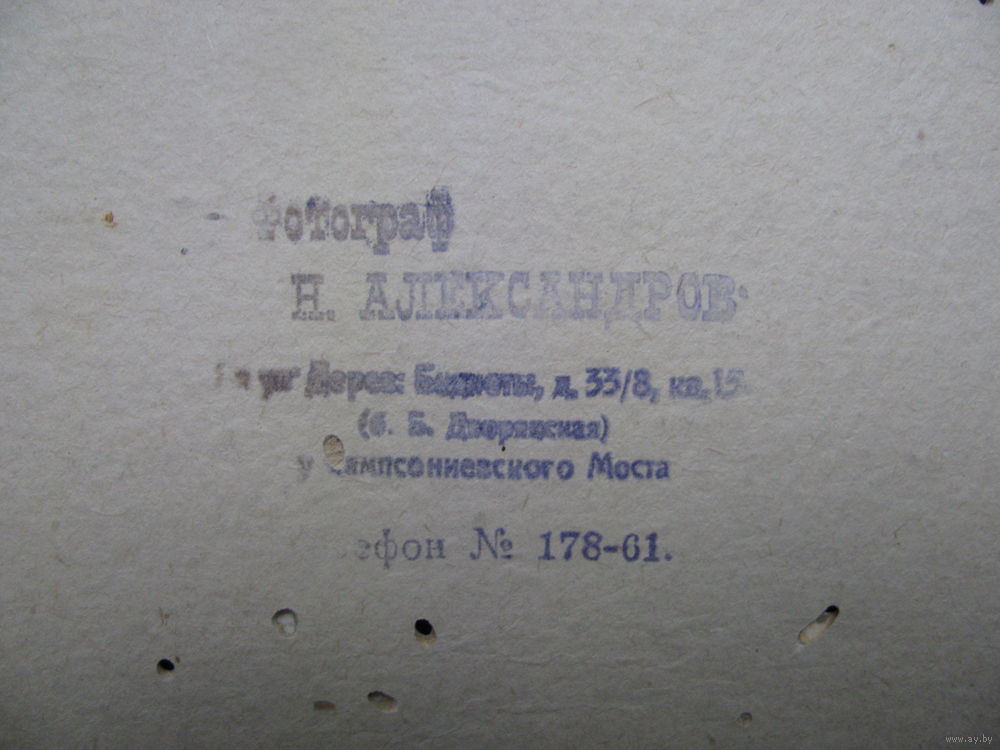 Фотограф
Н. АЛЕКСАНДРОВ
Дерев. Бедноты, д. 33/8, кв. 15
(б. Б. Дворянская)
у Сампсониевского Моста
№ 178-61.
www.ay.by